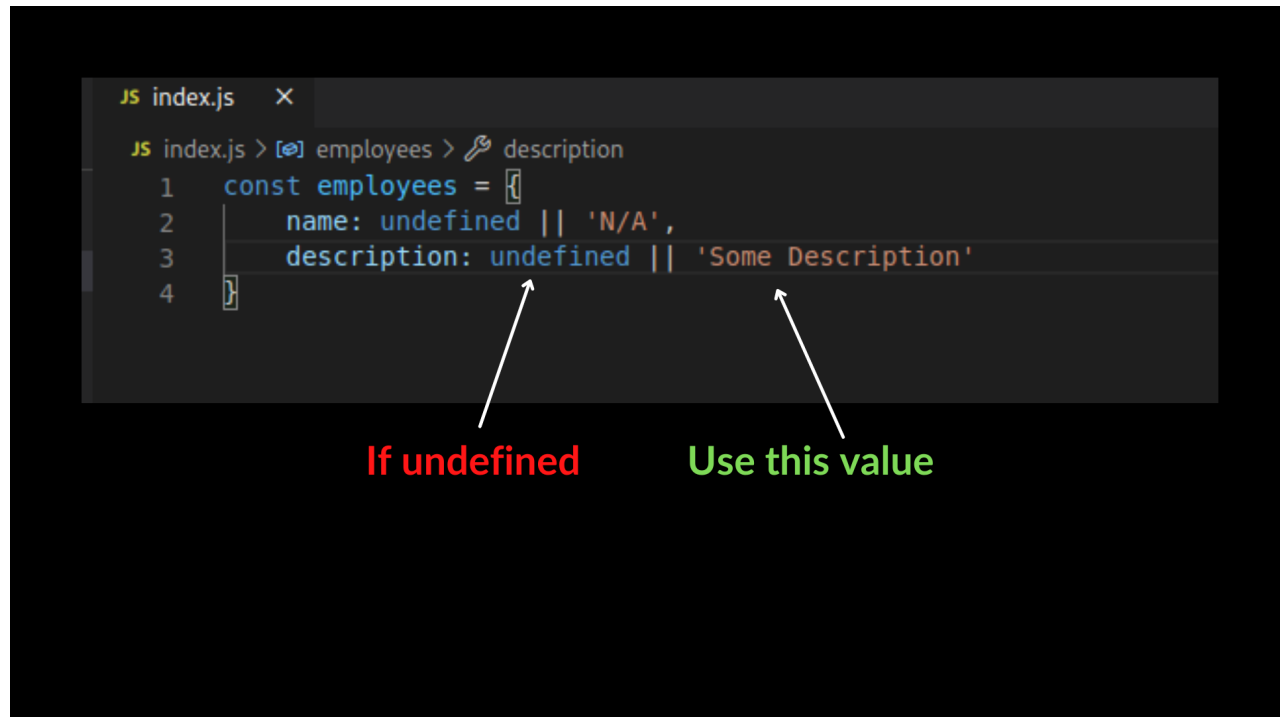 JS index.js ×
JS index.js > employees > description
1 const employees = {
2 name: undefined || 'N/A',
3 description: undefined || 'Some Description'
4 }
If undefined Use this value